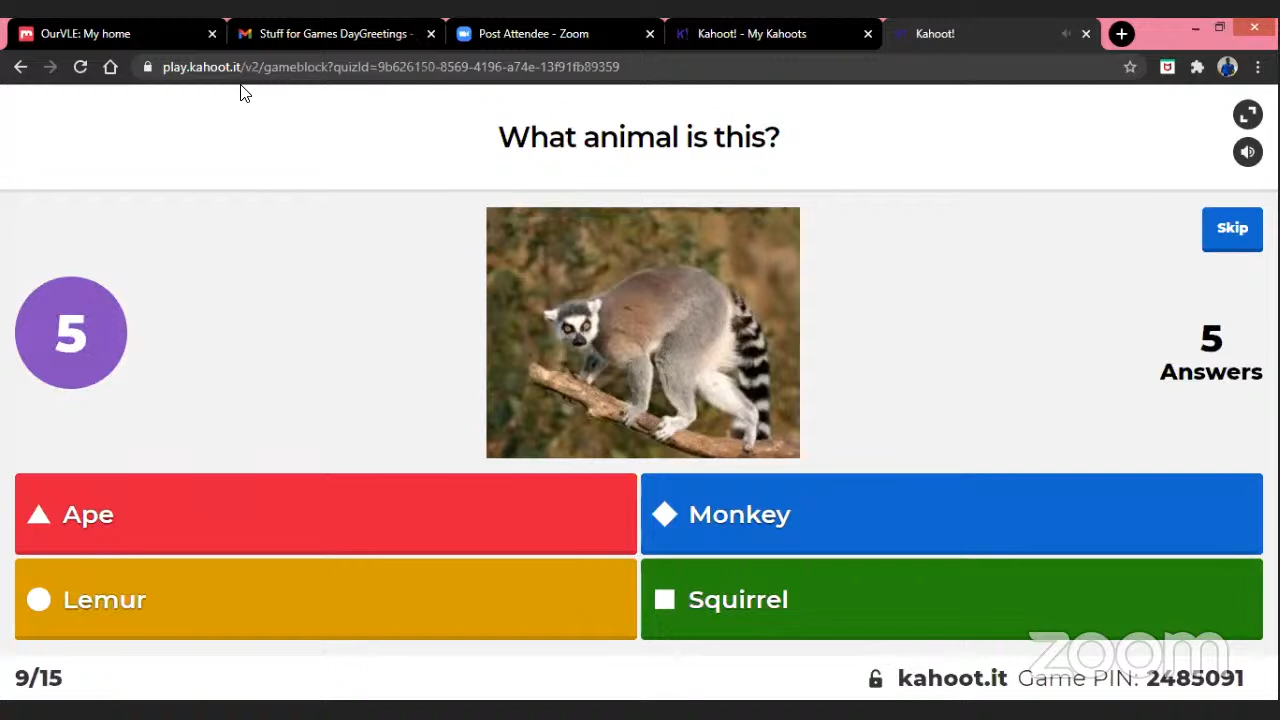 OurVLE: My home
Stuff for Games DayGreetings -
Post Attendee - Zoom
Kahoot! - My Kahoots
Kahoot!
play.kahoot.it/v2/gameblock?quizId=9b626150-8569-4196-a74e-13f91fb89359
What animal is this?
Skip
5
5
Answers
Ape
Monkey
Lemur
Squirrel
zoom
9/15
kahoot.it Game PIN: 2485091